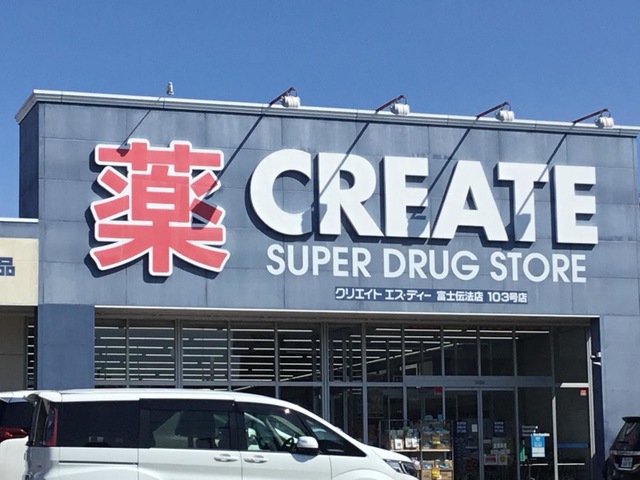 薬 CREATE
SUPER DRUG STORE
クリエイト エス・ディー 富士伝法店 103号店
品